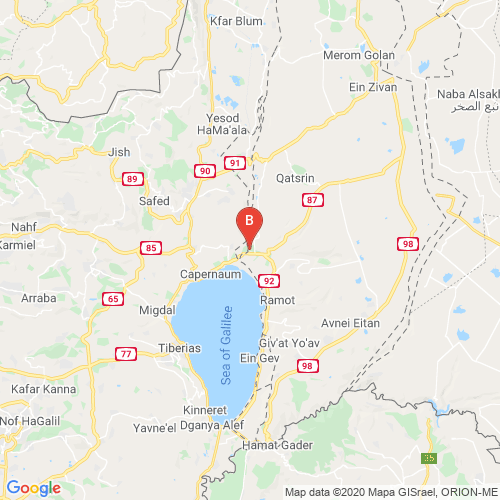 Kfar Blum
Merom Golan
Ein Zivan
Naba Alsakh
نبع الصخر
Yesod
HaMa'ala
Jish
91
90
Qatsrin
89
87
Safed
B
Nahf
Karmiel
85
98
Capernaum
92
Arraba
65
Ramot
Migdal
Sea of Galilee
Avnei Eitan
Giv'at Yo'av
77
Tiberias
Ein Gev
98
Kafar Kanna
Kinneret
Nof HaGalil
Yavne'el
Dganya Alef
Hamat Gader
35
Google
Map data ©2020 Mapa GISrael, ORION-ME